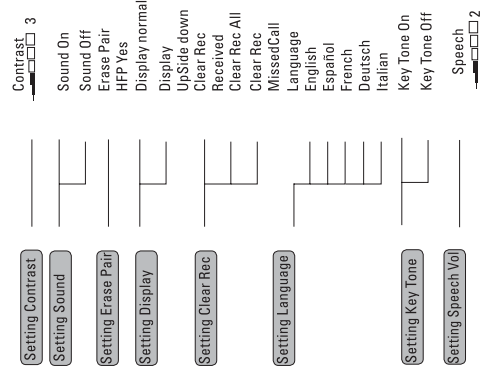 Setting Contrast
Contrast
3
Setting Sound
Sound On
Sound Off
Setting Erase Pair
Erase Pair
HFP Yes
Setting Display
Display normal
Display
UpSide down
Setting Clear Rec
Clear Rec
Received
Clear Rec All
Clear Rec
MissedCall
Setting Language
Language
English
Español
French
Deutsch
Italian
Setting Key Tone
Key Tone On
Key Tone Off
Setting Speech Vol
Speech
2